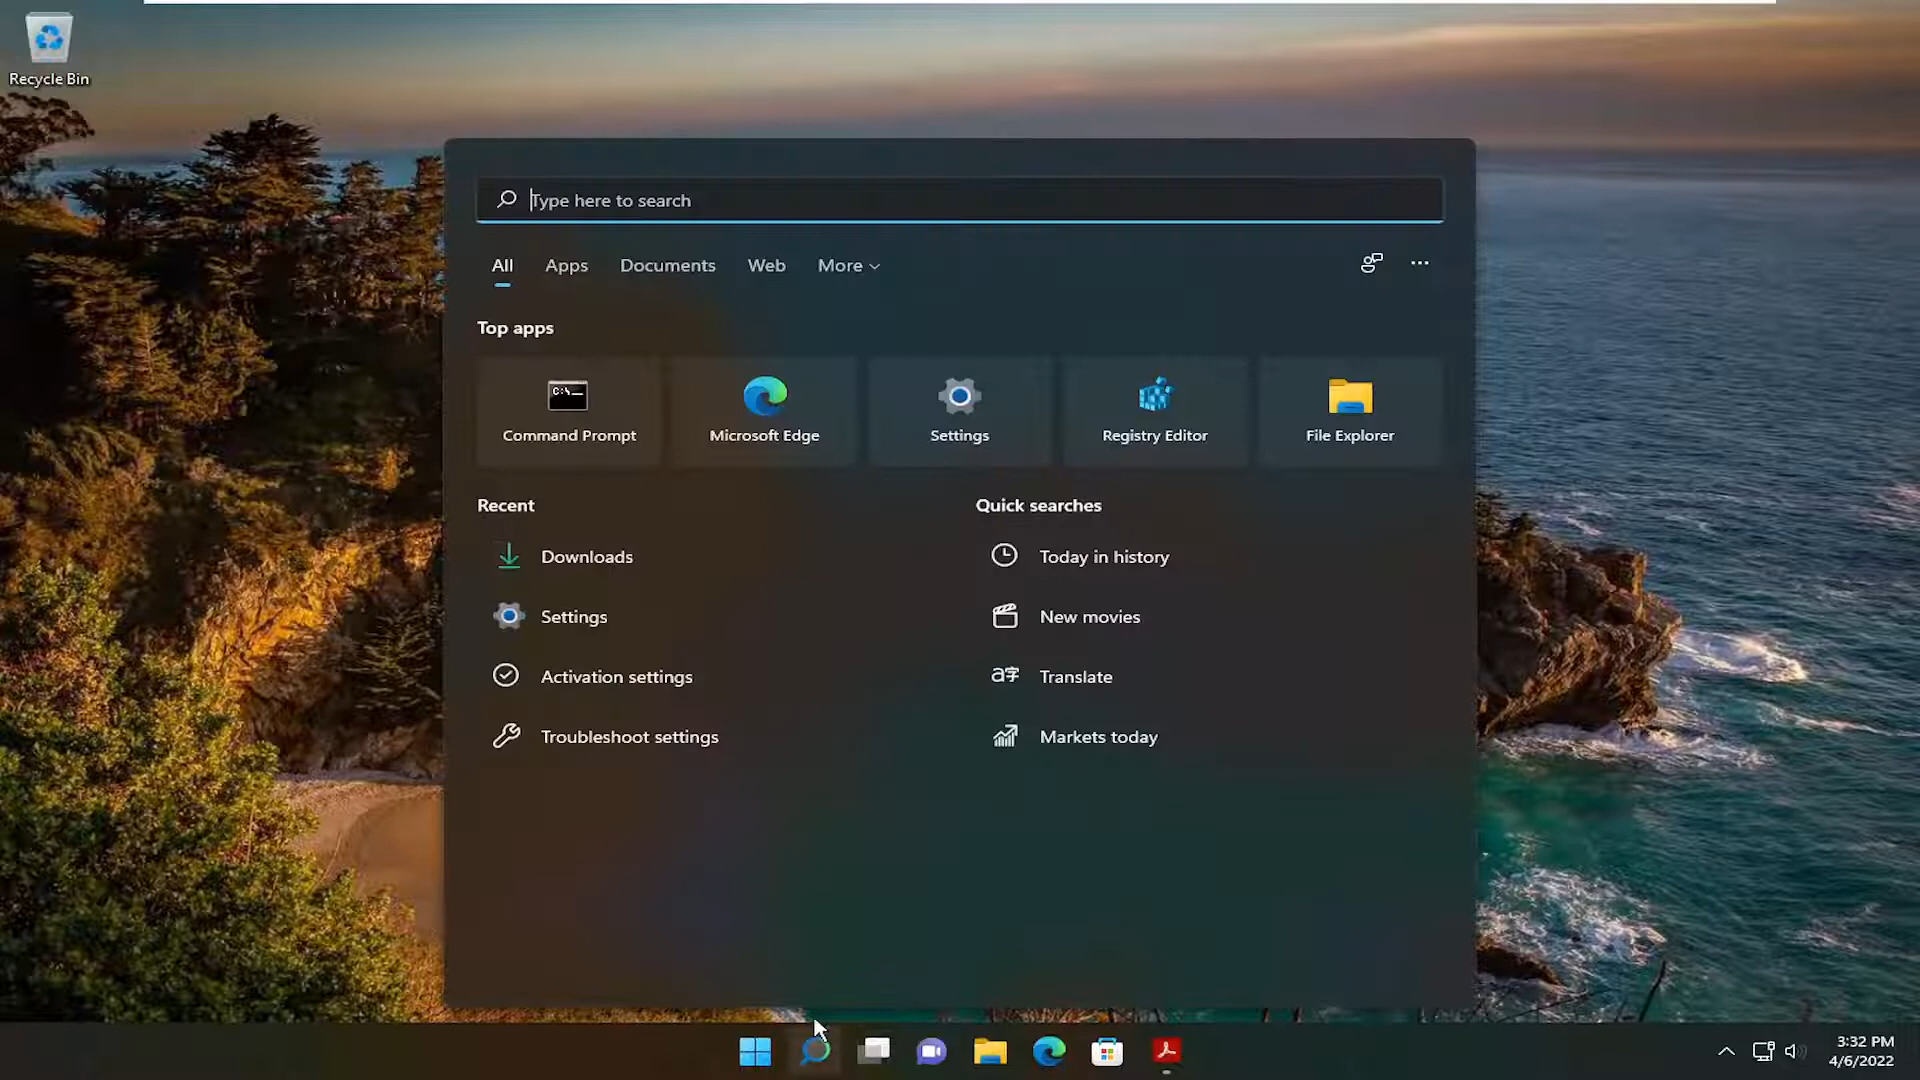 Recycle Bin
Type here to search
All Apps Documents Web More
Top apps
C:\
Command Prompt Microsoft Edge Settings Registry Editor File Explorer
Recent Quick searches
Downloads Today in history
Settings New movies
Activation settings a字 Translate
Troubleshoot settings Markets today
3:32 PM
4/6/2022